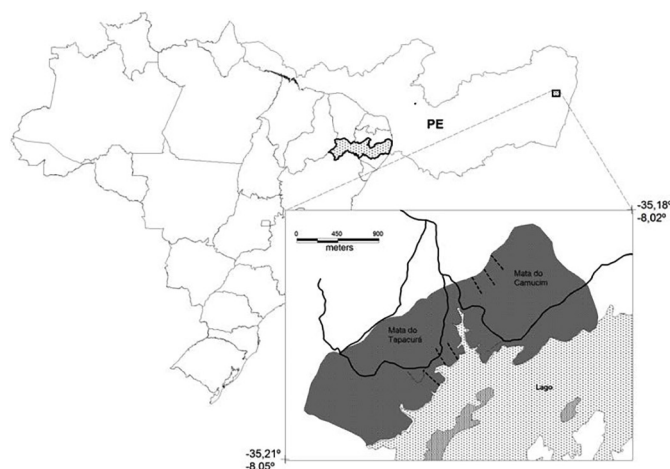 PE
-35,18º
-8,02º
0 450 900
meters
Mata do
Camucim
Mata do
Tapacurá
Lago
-35,21º
-8,05º